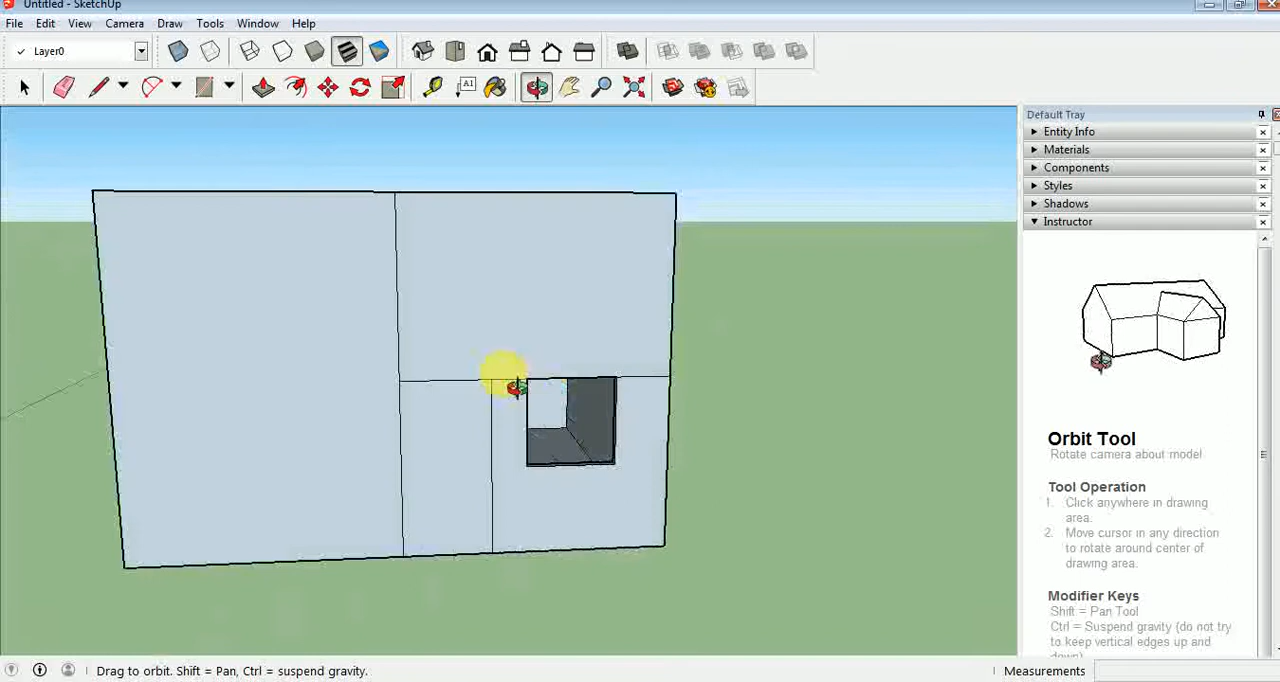 Untitled - SketchUp
File Edit View Camera Draw Tools Window Help
Layer0
A1
Default Tray
Entity Info
Materials
Components
Styles
Shadows
Instructor
Orbit Tool
Rotate camera about model
Tool Operation
1. Click anywhere in drawing
area.
2. Move cursor in any direction
to rotate around center of
drawing area.
Modifier Keys
Shift = Pan Tool
Ctrl = Suspend gravity (do not try
to keep vertical edges up and
down)
Drag to orbit. Shift = Pan, Ctrl = suspend gravity.
Measurements